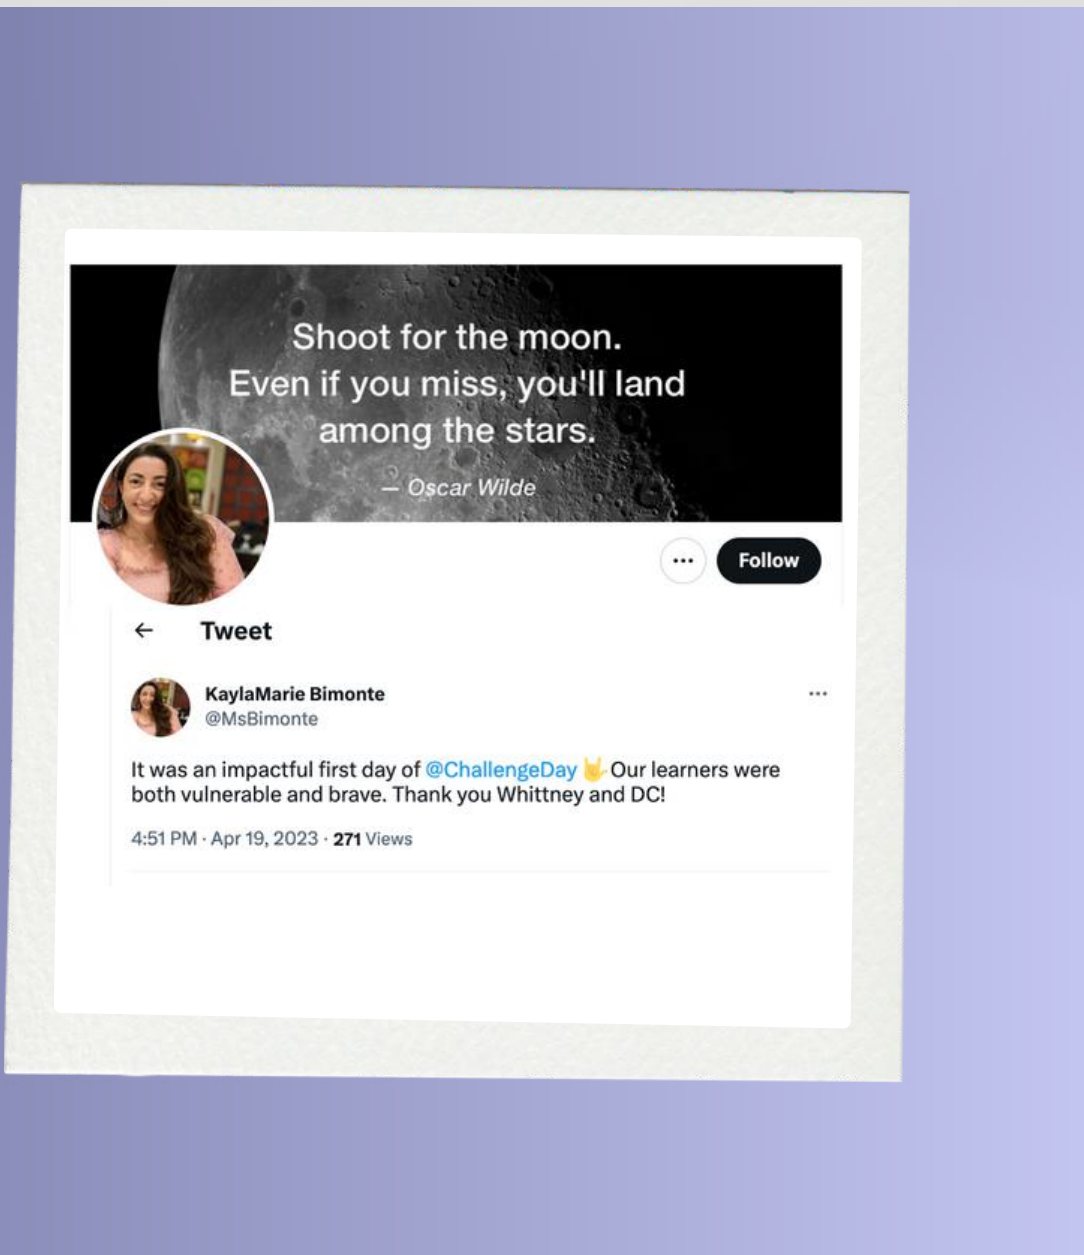 Shoot for the moon.
Even if you miss, you'll land
among the stars.
— Oscar Wilde
Follow
← Tweet
KaylaMarie Bimonte
@MsBimonte
It was an impactful first day of @ChallengeDay 🤟 Our learners were
both vulnerable and brave. Thank you Whittney and DC!
4:51 PM · Apr 19, 2023 · 271 Views